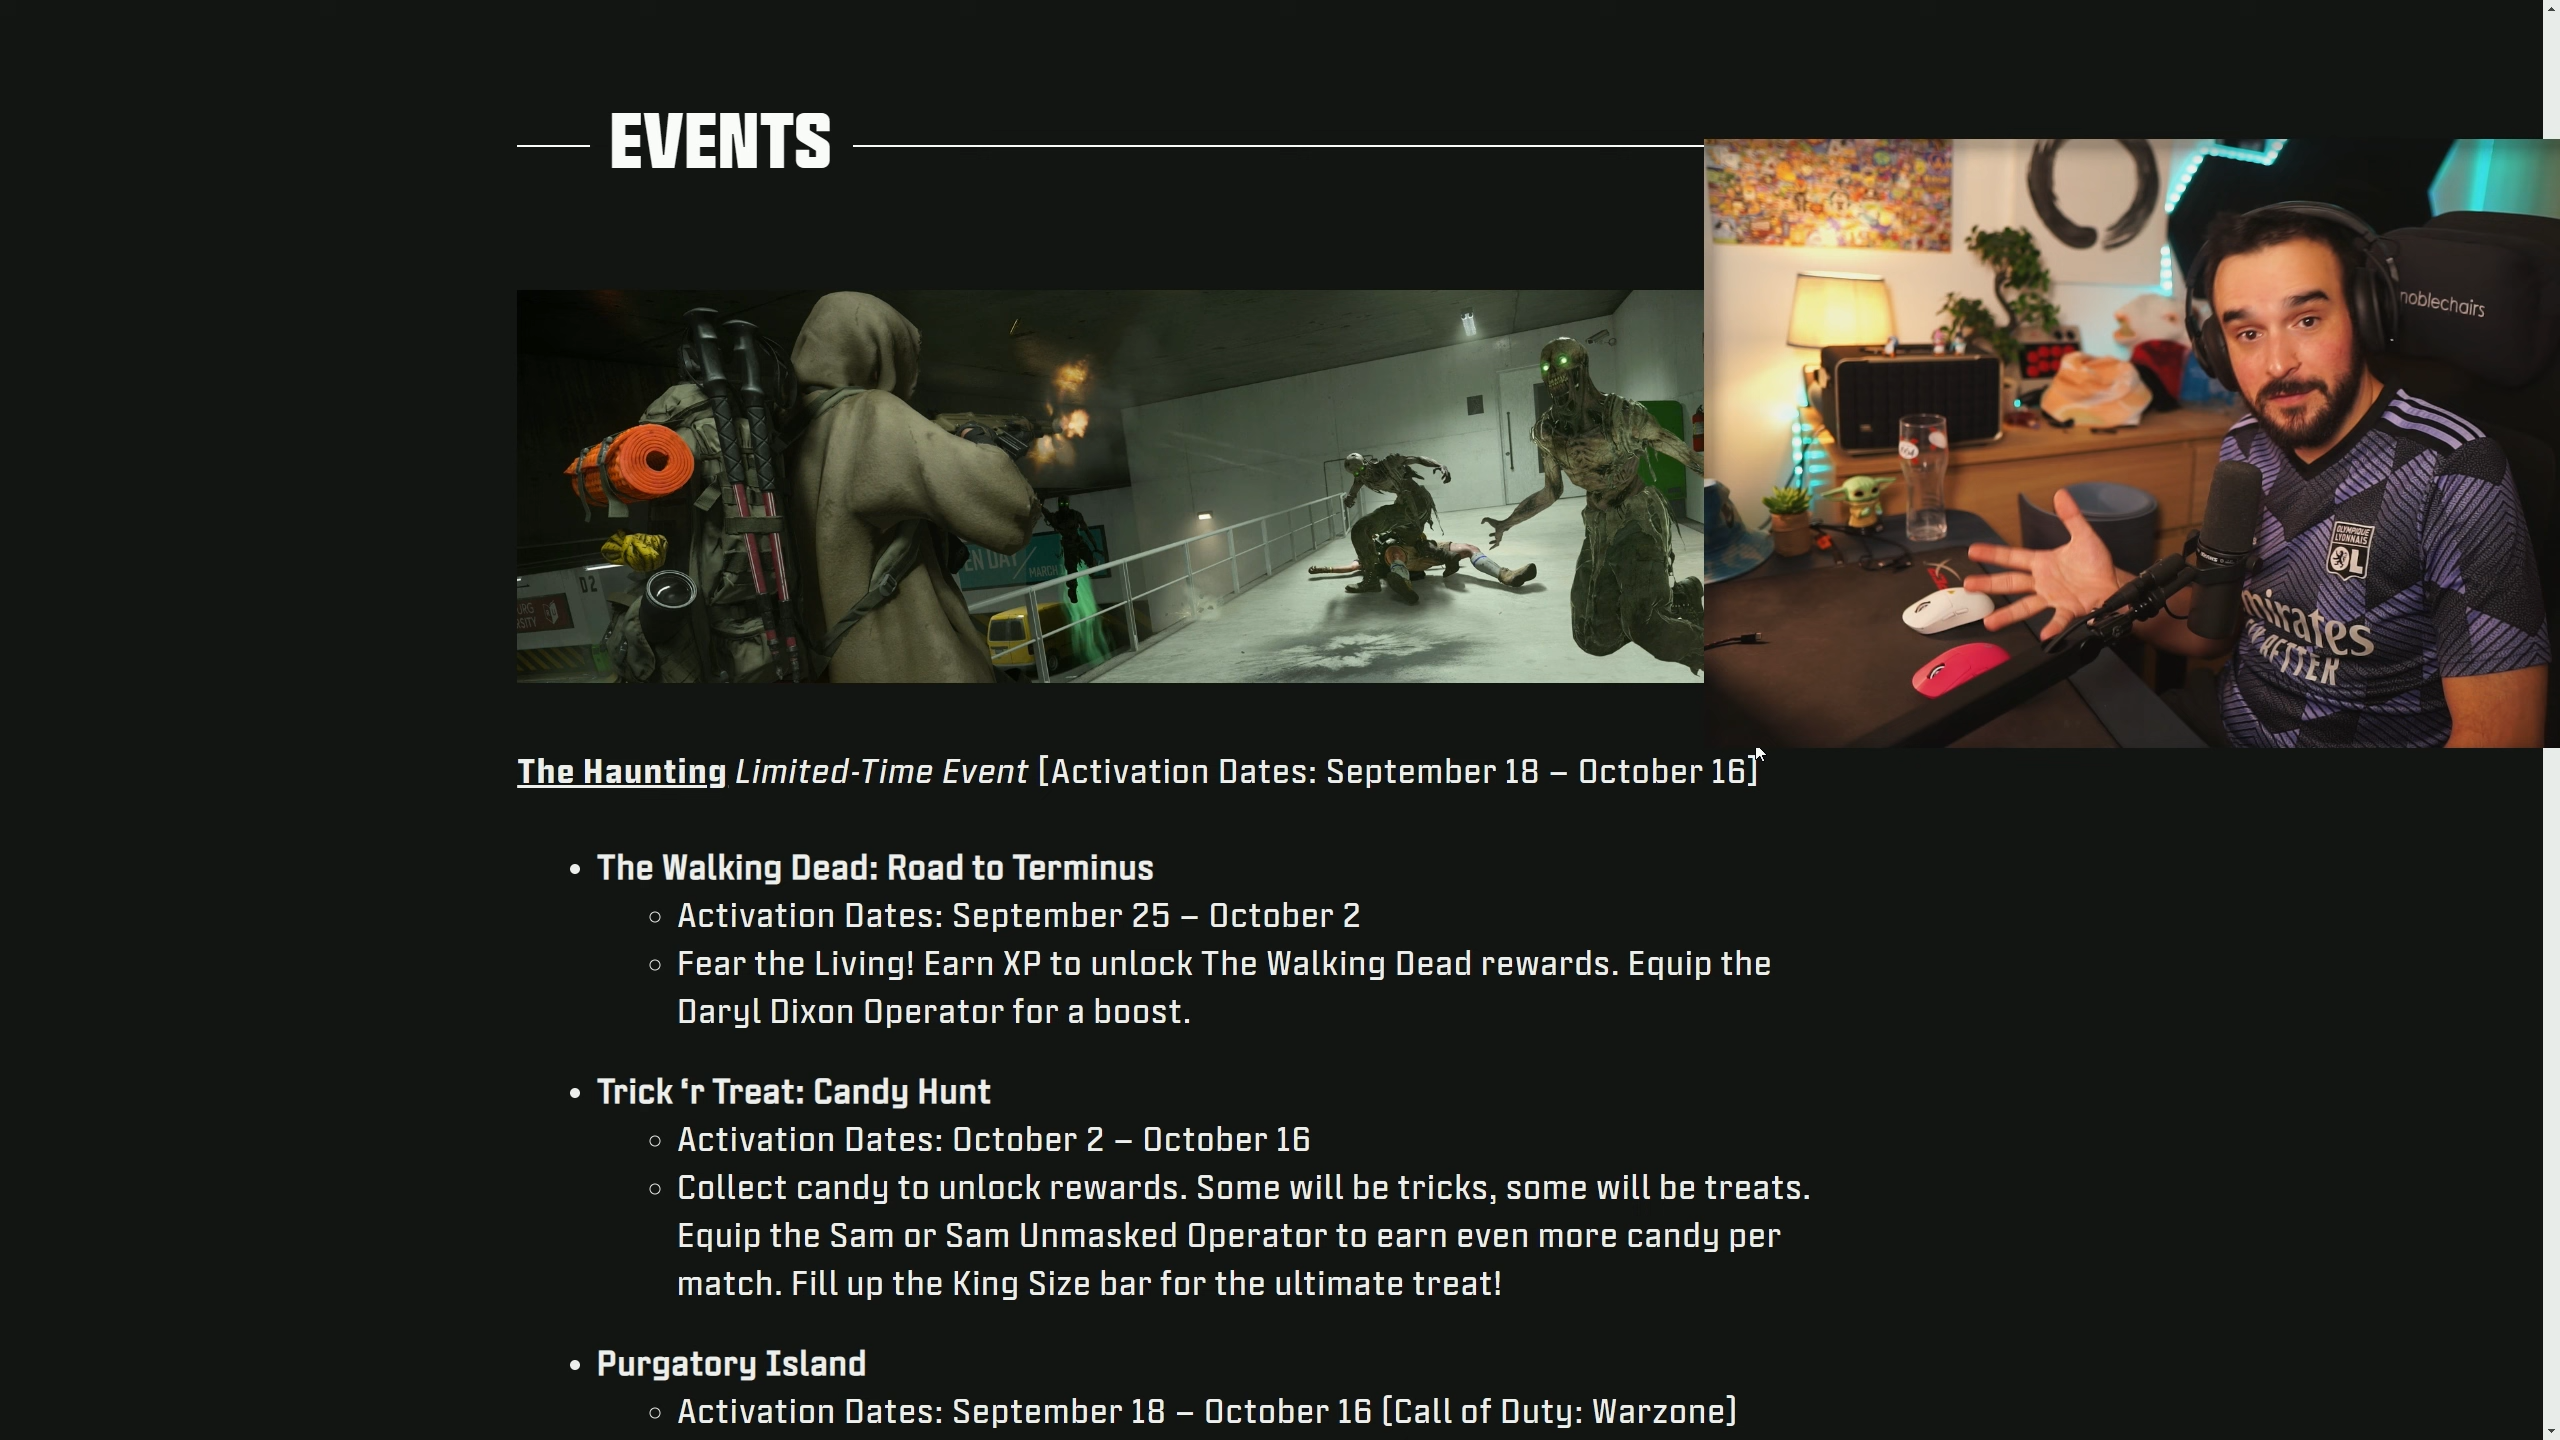 EVENTS
D2
MARCH
noblechairs
OLYMPIQUE
LYONNAIS
OL
The Haunting Limited-Time Event [Activation Dates: September 18 – October 16]
• The Walking Dead: Road to Terminus
◦ Activation Dates: September 25 – October 2
◦ Fear the Living! Earn XP to unlock The Walking Dead rewards. Equip the
Daryl Dixon Operator for a boost.
• Trick ‘r Treat: Candy Hunt
◦ Activation Dates: October 2 – October 16
◦ Collect candy to unlock rewards. Some will be tricks, some will be treats.
Equip the Sam or Sam Unmasked Operator to earn even more candy per
match. Fill up the King Size bar for the ultimate treat!
• Purgatory Island
◦ Activation Dates: September 18 – October 16 [Call of Duty: Warzone]